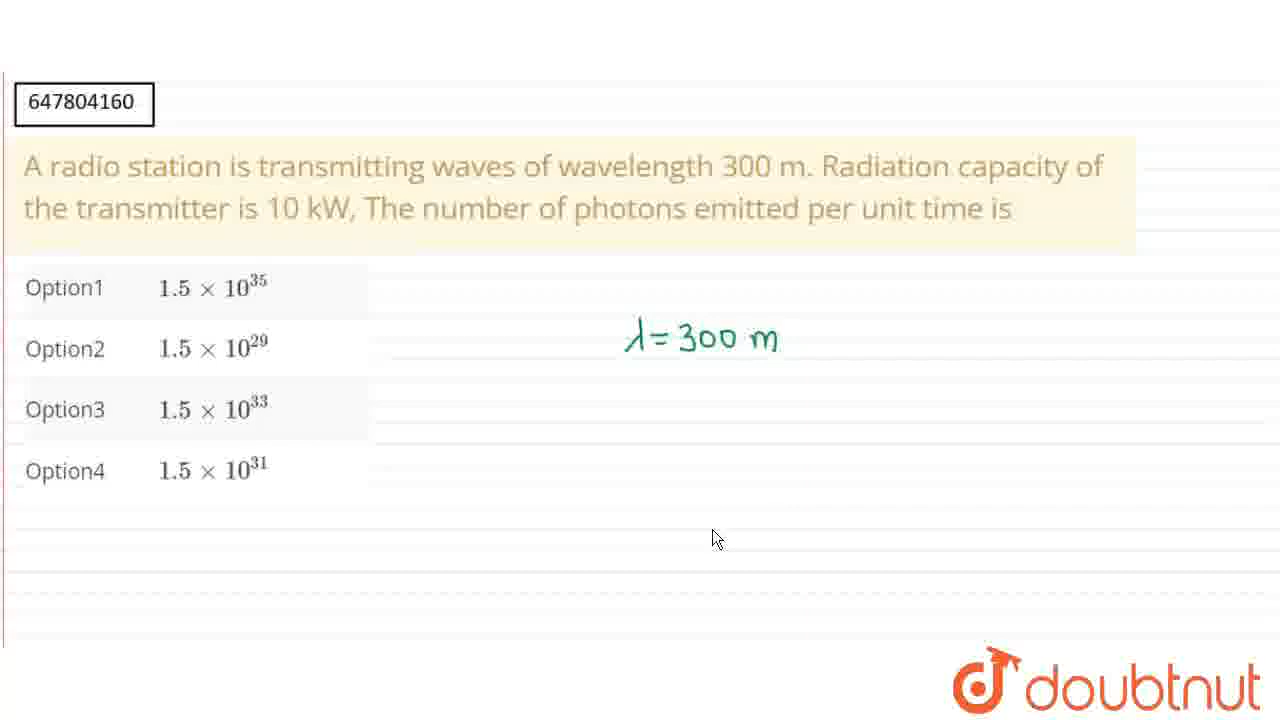 647804160
A radio station is transmitting waves of wavelength 300 m. Radiation capacity of
the transmitter is 10 kW, The number of photons emitted per unit time is
Option1 1.5 × 10^35
Option2 1.5 × 10^29
λ = 300 m
Option3 1.5 × 10^33
Option4 1.5 × 10^31
doubtnut